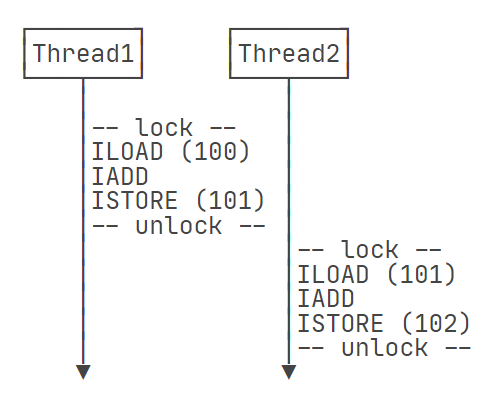 Thread1
Thread2
-- lock --
ILOAD (100)
IADD
ISTORE (101)
-- unlock --
-- lock --
ILOAD (101)
IADD
ISTORE (102)
-- unlock --